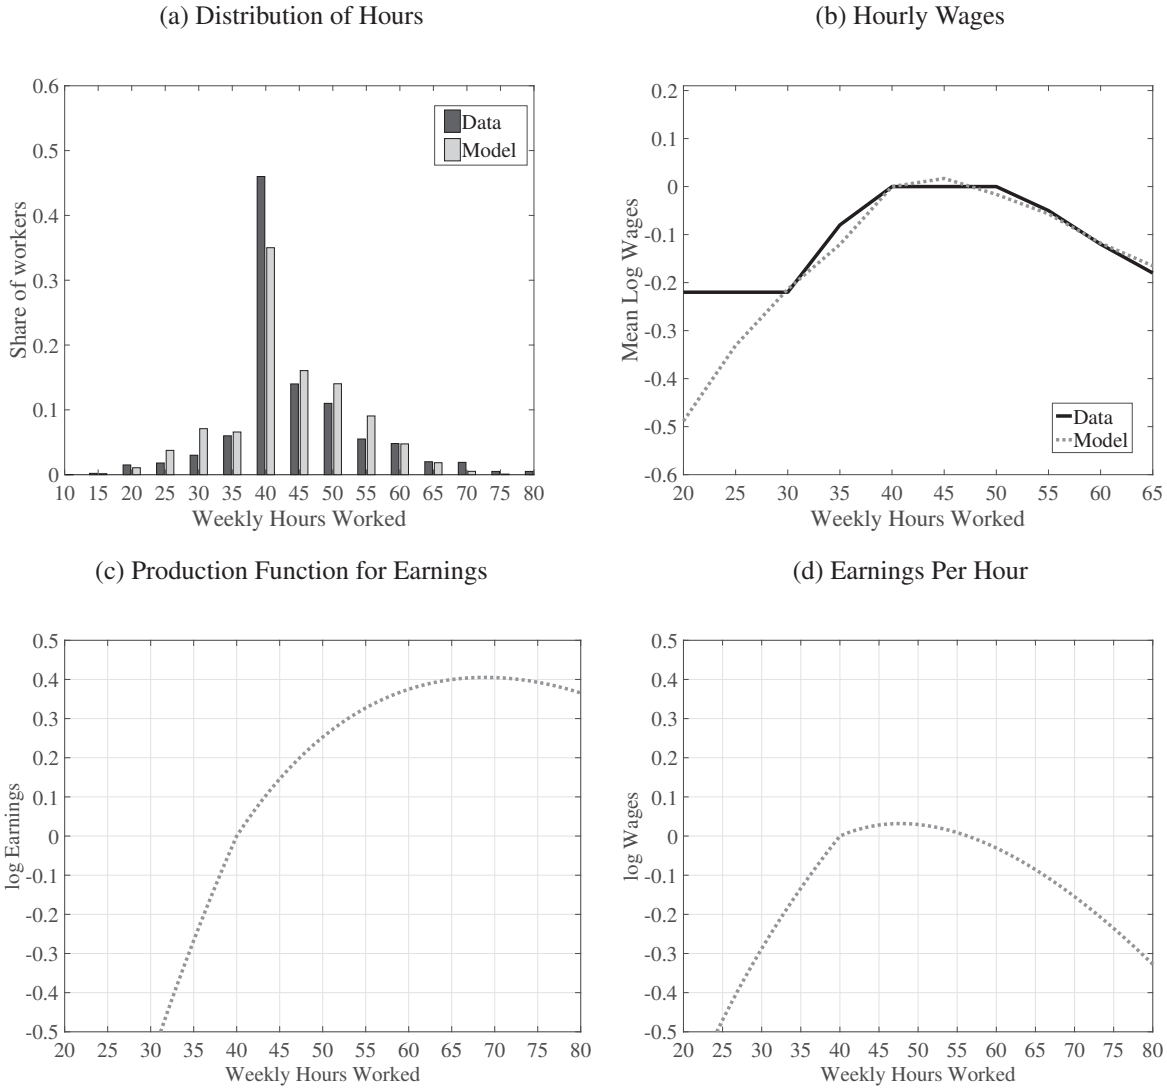 (a) Distribution of Hours
0.6
0.5
0.4
0.3
0.2
0.1
0
Share of workers
Data
Model
10 15 20 25 30 35 40 45 50 55 60 65 70 75 80
Weekly Hours Worked
(b) Hourly Wages
0.2
0.1
0
-0.1
-0.2
-0.3
-0.4
-0.5
-0.6
Mean Log Wages
Data
Model
20 25 30 35 40 45 50 55 60 65
Weekly Hours Worked
(c) Production Function for Earnings
0.5
0.4
0.3
0.2
0.1
0
-0.1
-0.2
-0.3
-0.4
-0.5
log Earnings
20 25 30 35 40 45 50 55 60 65 70 75 80
Weekly Hours Worked
(d) Earnings Per Hour
0.5
0.4
0.3
0.2
0.1
0
-0.1
-0.2
-0.3
-0.4
-0.5
log Wages
20 25 30 35 40 45 50 55 60 65 70 75 80
Weekly Hours Worked